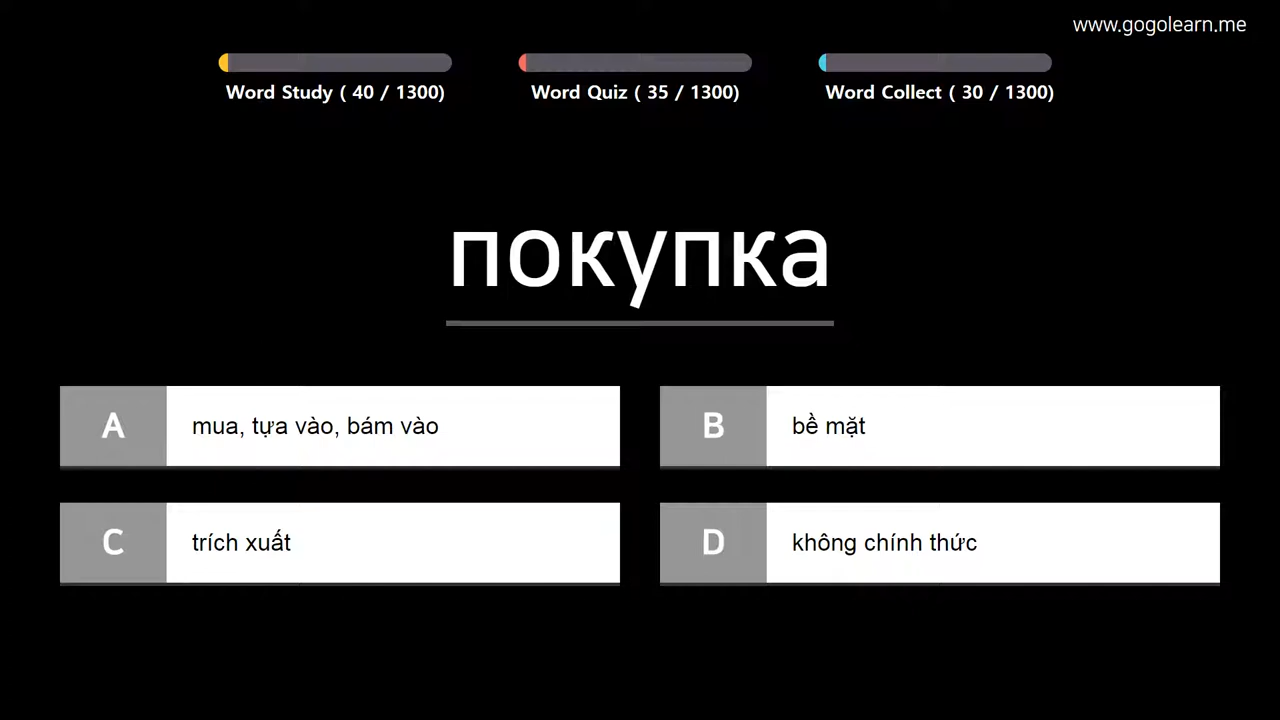 www.gogolearn.me
Word Study ( 40 / 1300)
Word Quiz ( 35 / 1300)
Word Collect ( 30 / 1300)
покупка
A mua, tựa vào, bám vào
B bề mặt
C trích xuất
D không chính thức